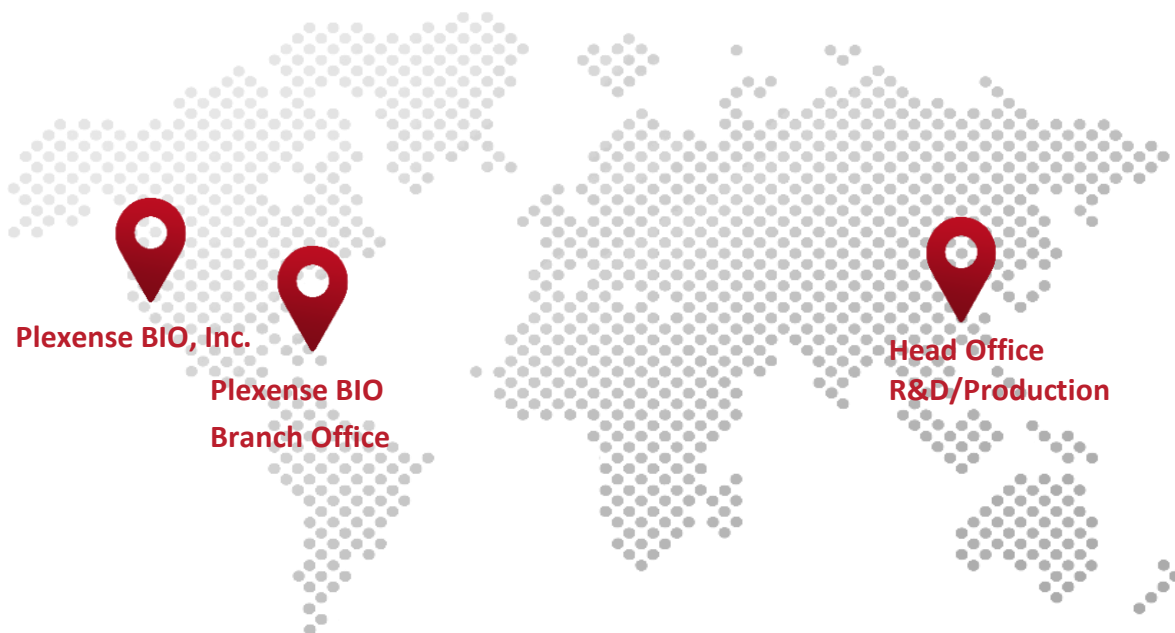 Plexense BIO, Inc.
Plexense BIO
Branch Office
Head Office
R&D/Production